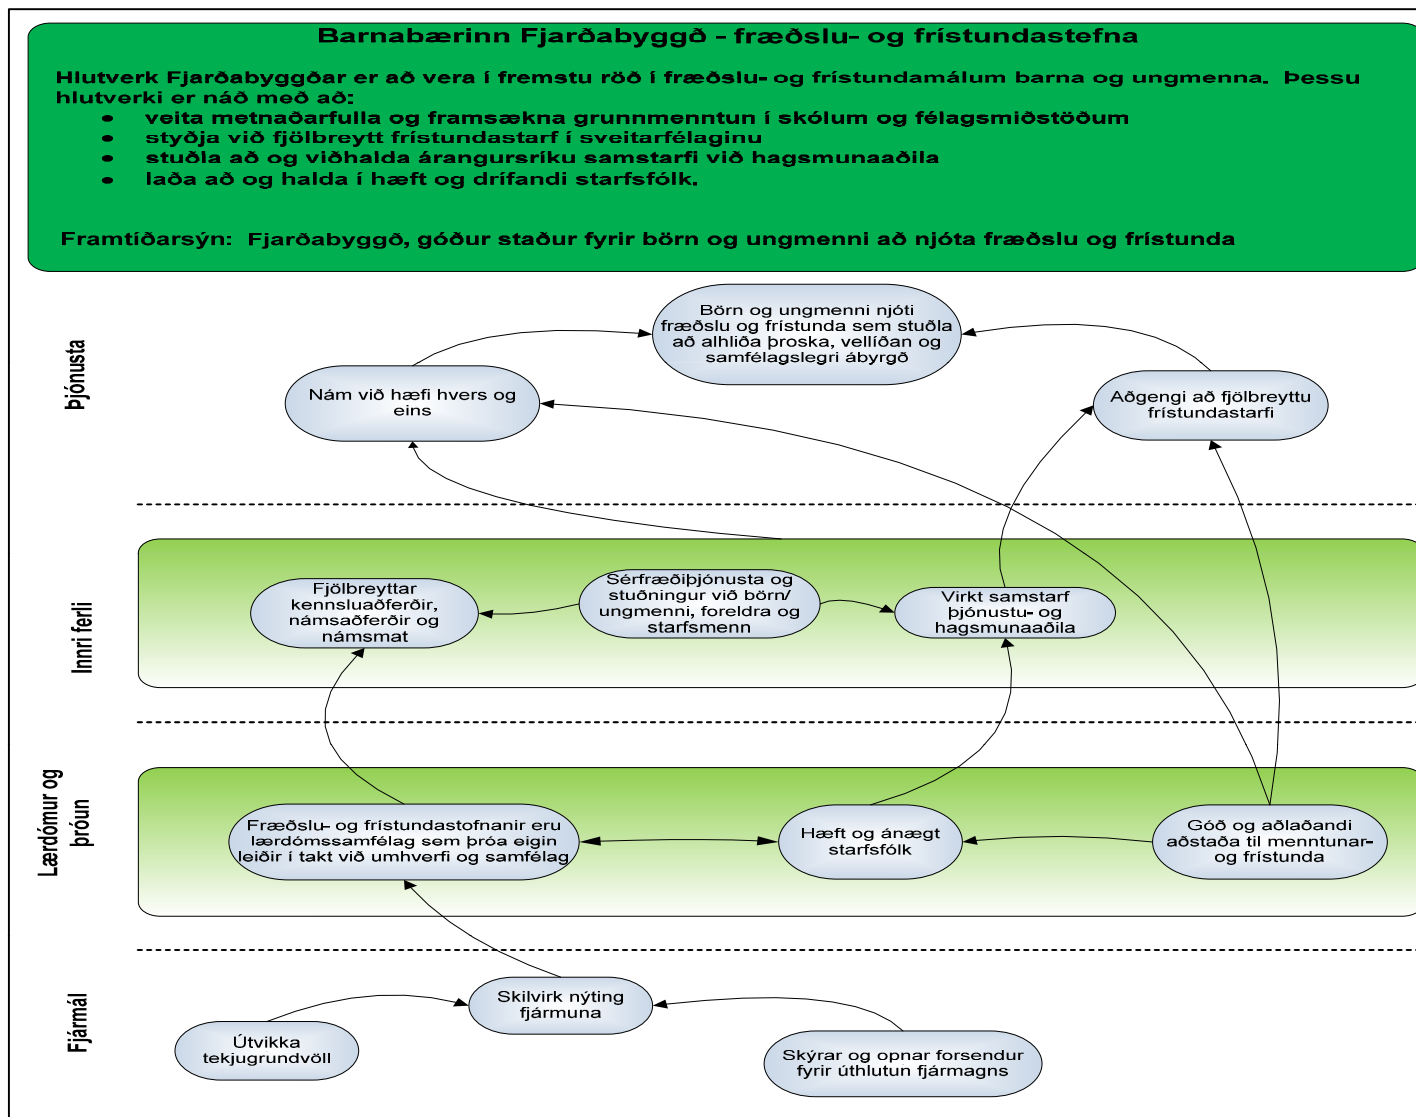 Barnabærinn Fjarðabyggð - fræðslu- og frístundastefna
Hlutverk Fjarðabyggðar er að vera í fremstu röð í fræðslu- og frístundamálum barna og ungmenna. Þessu
hlutverki er náð með að:
• veita metnaðarfulla og framsækna grunnmenntun í skólum og félagsmiðstöðum
• styðja við fjölbreytt frístundastarf í sveitarfélaginu
• stuðla að og viðhalda árangursríku samstarfi við hagsmunaaðila
• laða að og halda í hæft og drífandi starfsfólk.
Framtíðarsýn: Fjarðabyggð, góður staður fyrir börn og ungmenni að njóta fræðslu og frístunda
Þjónusta
Börn og ungmenni njóti
fræðslu og frístunda sem stuðla
að alhliða þroska, vellíðan og
samfélagslegri ábyrgð
Nám við hæfi hvers og
eins
Aðgengi að fjölbreyttu
frístundastarfi
Innri ferli
Fjölbreyttar
kennsluaðferðir,
námsaðferðir og
námsmat
Sérfræðiþjónusta og
stuðningur við börn/
ungmenni, foreldra og
starfsmenn
Virkt samstarf
þjónustu- og
hagsmunaaðila
Lærdómur og
þróun
Fræðslu- og frístundastofnanir eru
lærdómssamfélag sem þróa eigin
leiðir í takt við umhverfi og samfélag
Hæft og ánægt
starfsfólk
Góð og aðlaðandi
aðstaða til menntunar-
og frístunda
Fjármál
Skilvirk nýting
fjármuna
Útvikka
tekjugrundvöll
Skýrar og opnar forsendur
fyrir úthlutun fjármagns